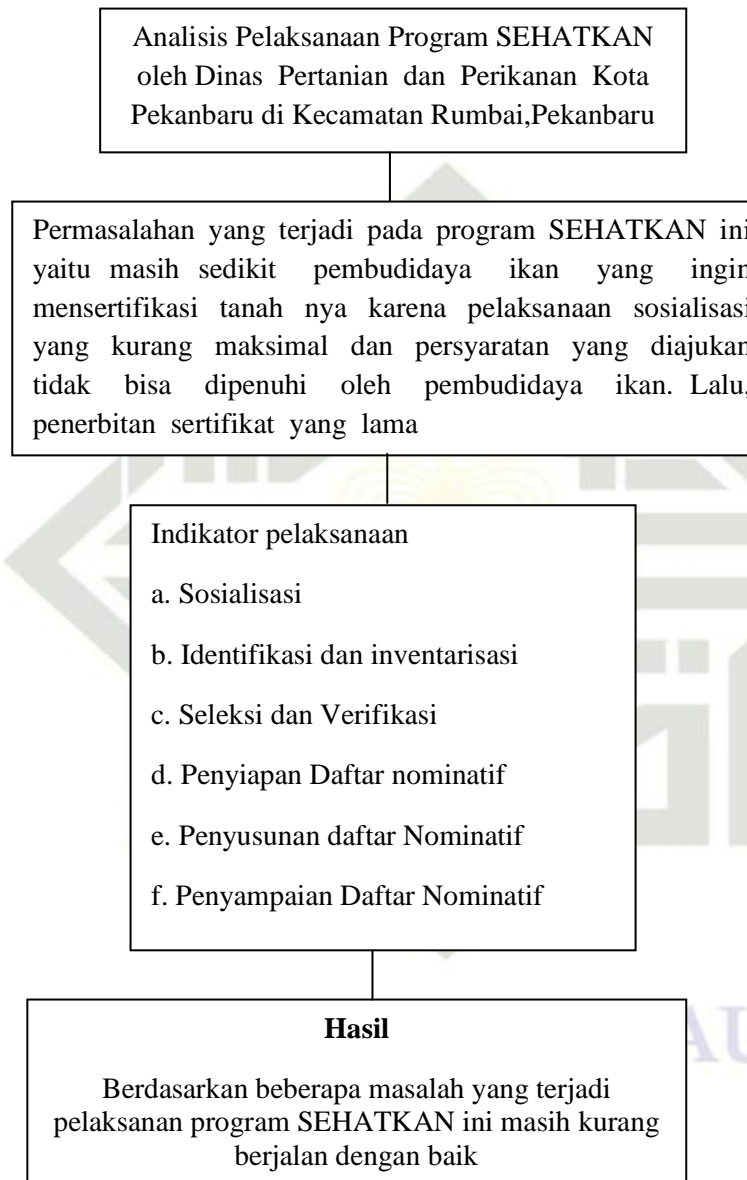 Analisis Pelaksanaan Program SEHATKAN
oleh Dinas Pertanian dan Perikanan Kota
Pekanbaru di Kecamatan Rumbai,Pekanbaru
Permasalahan yang terjadi pada program SEHATKAN ini
yaitu masih sedikit pembudidaya ikan yang ingin
mensertifikasi tanah nya karena pelaksanaan sosialisasi
yang kurang maksimal dan persyaratan yang diajukan
tidak bisa dipenuhi oleh pembudidaya ikan. Lalu,
penerbitan sertifikat yang lama
Indikator pelaksanaan
a. Sosialisasi
b. Identifikasi dan inventarisasi
c. Seleksi dan Verifikasi
d. Penyiapan Daftar nominatif
e. Penyusunan daftar Nominatif
f. Penyampaian Daftar Nominatif
Hasil
AU
Berdasarkan beberapa masalah yang terjadi
pelaksanan program SEHATKAN ini masih kurang
berjalan dengan baik